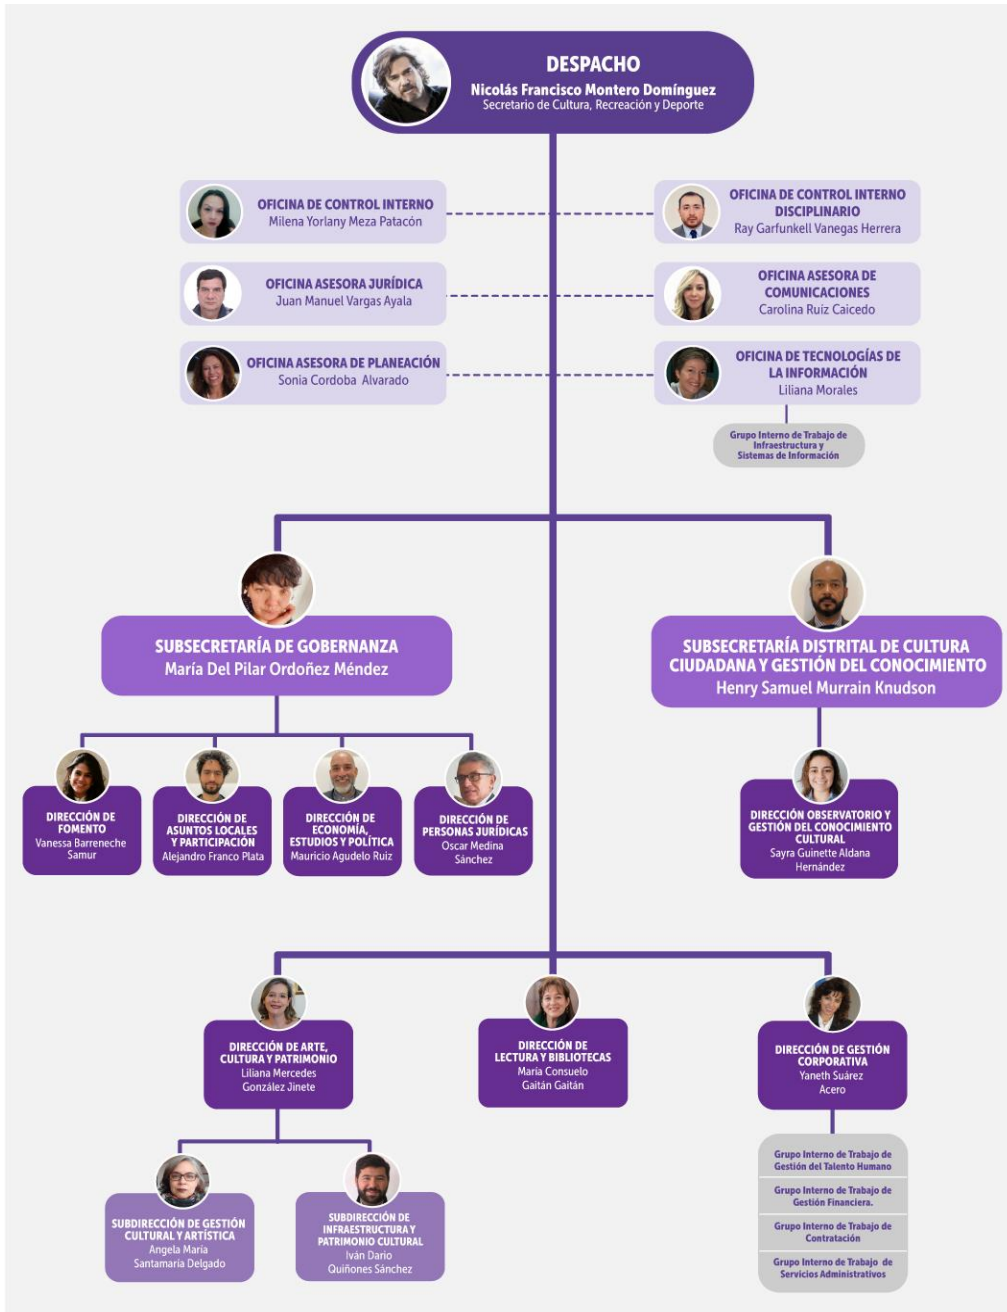 DESPACHO
Nicolás Francisco Montero Domínguez
Secretario de Cultura, Recreación y Deporte
OFICINA DE CONTROL INTERNO
Milena Yorlany Meza Patacón
OFICINA DE CONTROL INTERNO
DISCIPLINARIO
Ray Garfunkell Vanegas Herrera
OFICINA ASESORA JURÍDICA
Juan Manuel Vargas Ayala
OFICINA ASESORA DE
COMUNICACIONES
Carolina Ruíz Caicedo
OFICINA ASESORA DE PLANEACIÓN
Sonia Cordoba Alvarado
OFICINA DE TECNOLOGÍAS DE
LA INFORMACIÓN
Liliana Morales
Grupo Interno de Trabajo de
Infraestructura y
Sistemas de Información
SUBSECRETARÍA DE GOBERNANZA
María Del Pilar Ordoñez Méndez
SUBSECRETARÍA DISTRITAL DE CULTURA
CIUDADANA Y GESTIÓN DEL CONOCIMIENTO
Henry Samuel Murrain Knudson
DIRECCIÓN DE
FOMENTO
Vanessa Barreneche
Samur
DIRECCIÓN DE
ASUNTOS LOCALES
Y PARTICIPACIÓN
Alejandro Franco Plata
DIRECCIÓN DE
ECONOMÍA,
ESTUDIOS Y POLÍTICA
Mauricio Agudelo Ruiz
DIRECCIÓN DE
PERSONAS JURÍDICAS
Oscar Medina
Sánchez
DIRECCIÓN OBSERVATORIO Y
GESTIÓN DEL CONOCIMIENTO
CULTURAL
Sayra Guinette Aldana
Hernández
DIRECCIÓN DE ARTE,
CULTURA Y PATRIMONIO
Liliana Mercedes
González Jinete
DIRECCIÓN DE
LECTURA Y BIBLIOTECAS
María Consuelo
Gaitán Gaitán
DIRECCIÓN DE GESTIÓN
CORPORATIVA
Yaneth Suárez
Acero
SUBDIRECCIÓN DE GESTIÓN
CULTURAL Y ARTÍSTICA
Angela María
Santamaría Delgado
SUBDIRECCIÓN DE
INFRAESTRUCTURA Y
PATRIMONIO CULTURAL
Iván Darío
Quiñones Sánchez
Grupo Interno de Trabajo de
Gestión del Talento Humano
Grupo Interno de Trabajo de
Gestión Financiera.
Grupo Interno de Trabajo de
Contratación
Grupo Interno de Trabajo de
Servicios Administrativos